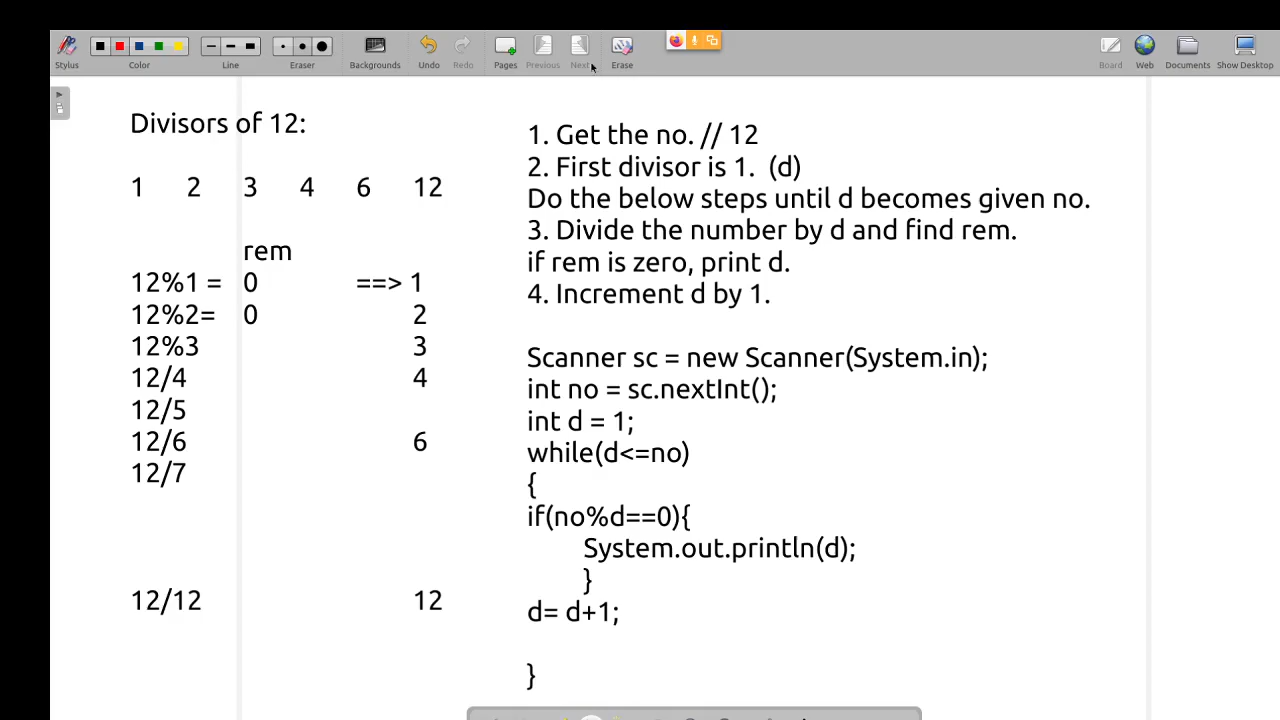 Stylus Color Line Eraser Backgrounds Undo Redo Pages Previous Next Erase Board Web Documents Show Desktop
Divisors of 12:
1 2 3 4 6 12
rem
12%1 = 0 ==> 1
12%2= 0 2
12%3 3
12/4 4
12/5
12/6 6
12/7
12/12 12
1. Get the no. // 12
2. First divisor is 1. (d)
Do the below steps until d becomes given no.
3. Divide the number by d and find rem.
if rem is zero, print d.
4. Increment d by 1.
Scanner sc = new Scanner(System.in);
int no = sc.nextInt();
int d = 1;
while(d<=no)
{
if(no%d==0){
System.out.println(d);
}
d= d+1;
}